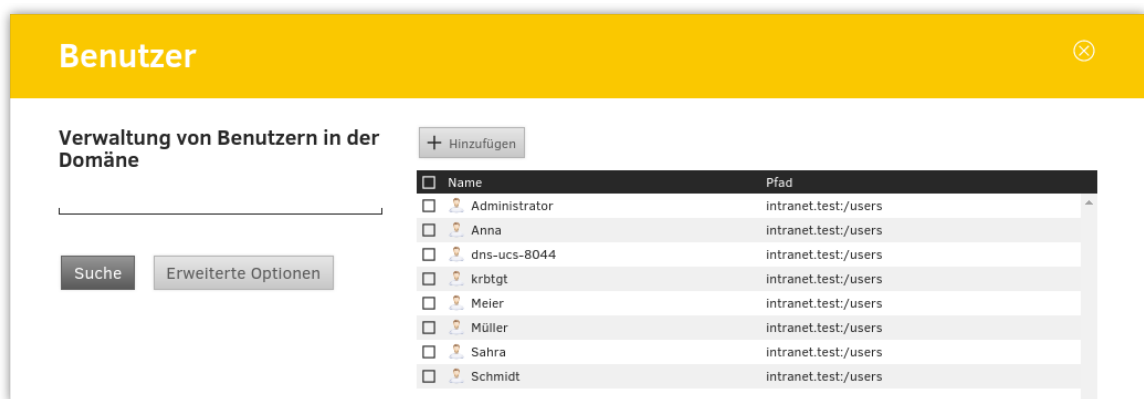 Benutzer
Verwaltung von Benutzern in der
Domäne
Suche
Erweiterte Optionen
Hinzufügen
Name Pfad
Administrator intranet.test:/users
Anna intranet.test:/users
dns-ucs-8044 intranet.test:/users
krbtgt intranet.test:/users
Meier intranet.test:/users
Müller intranet.test:/users
Sahra intranet.test:/users
Schmidt intranet.test:/users